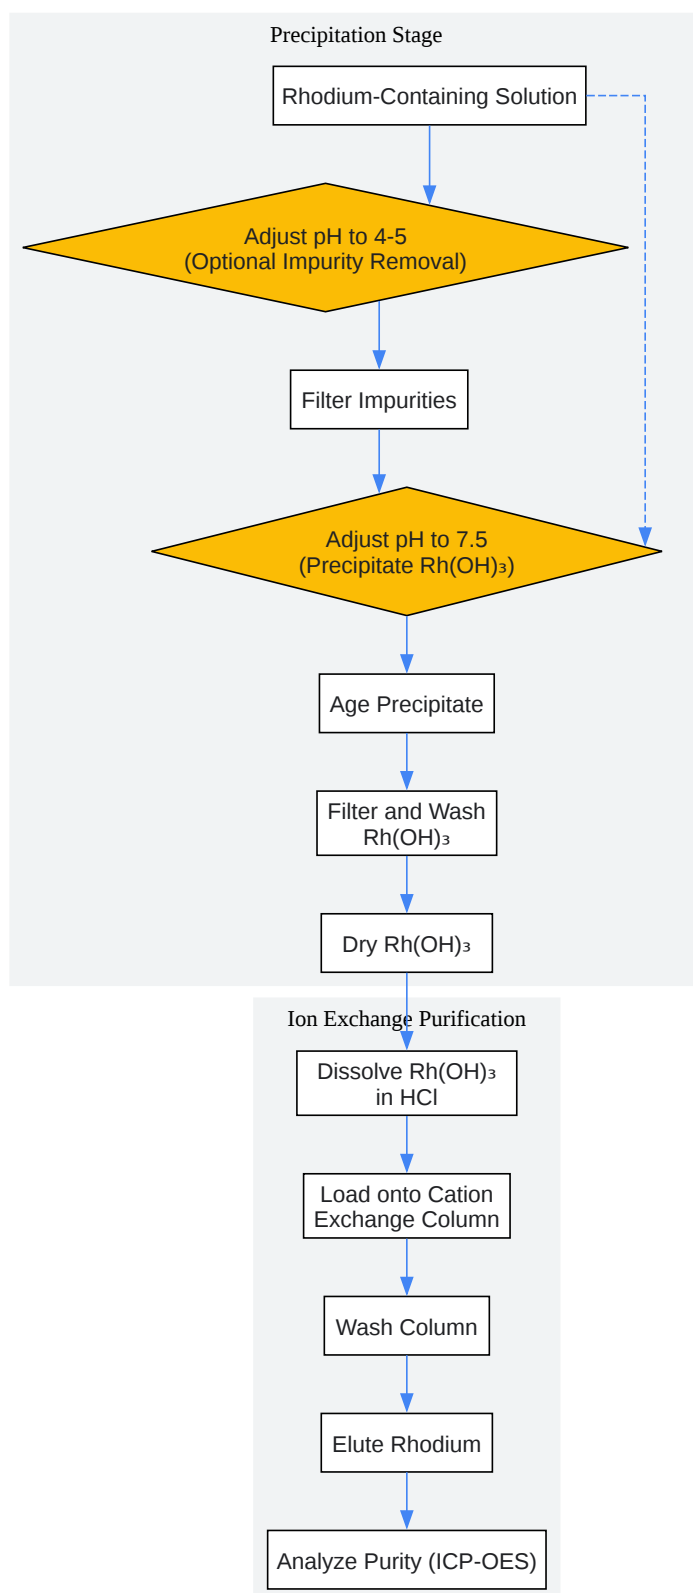 Precipitation Stage
Rhodium-Containing Solution
Adjust pH to 4-5
(Optional Impurity Removal)
Filter Impurities
Adjust pH to 7.5
(Precipitate Rh(OH)₃)
Age Precipitate
Filter and Wash
Rh(OH)₃
Dry Rh(OH)₃
Ion Exchange Purification
Dissolve Rh(OH)₃
in HCl
Load onto Cation
Exchange Column
Wash Column
Elute Rhodium
Analyze Purity (ICP-OES)